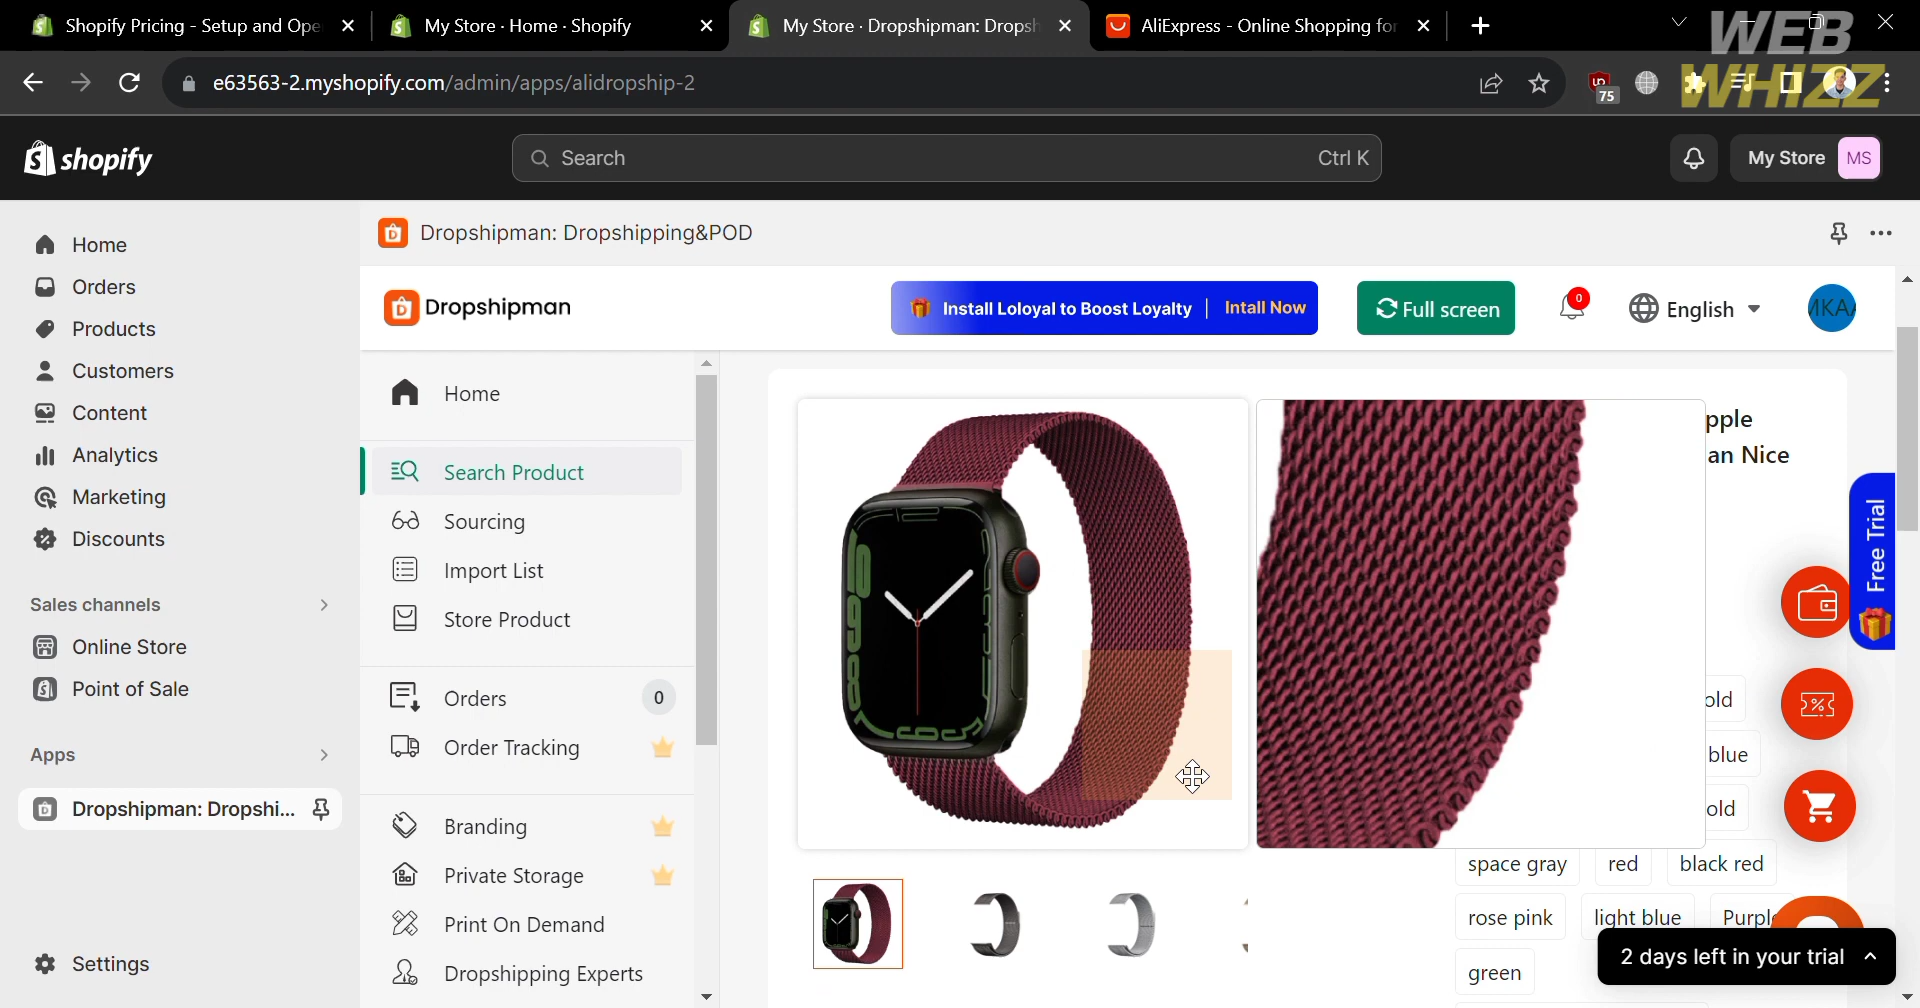 Shopify Pricing - Setup and Ope
My Store · Home · Shopify
My Store · Dropshipman: Dropsh
AliExpress - Online Shopping for
WEB
WHIZZ
e63563-2.myshopify.com/admin/apps/alidropship-2
75
shopify
Search
Ctrl K
My Store
MS
Home
Orders
Products
Customers
Content
Analytics
Marketing
Discounts
Sales channels
Online Store
Point of Sale
Apps
Dropshipman: Dropshi...
Settings
Dropshipman: Dropshipping&POD
Dropshipman
Install Loloyal to Boost Loyalty | Intall Now
Full screen
0
English
MKAA
Home
Search Product
Sourcing
Import List
Store Product
Orders
0
Order Tracking
Branding
Private Storage
Print On Demand
Dropshipping Experts
pple
an Nice
Free Trial
old
blue
old
space gray
red
black red
rose pink
light blue
Purple
green
2 days left in your trial